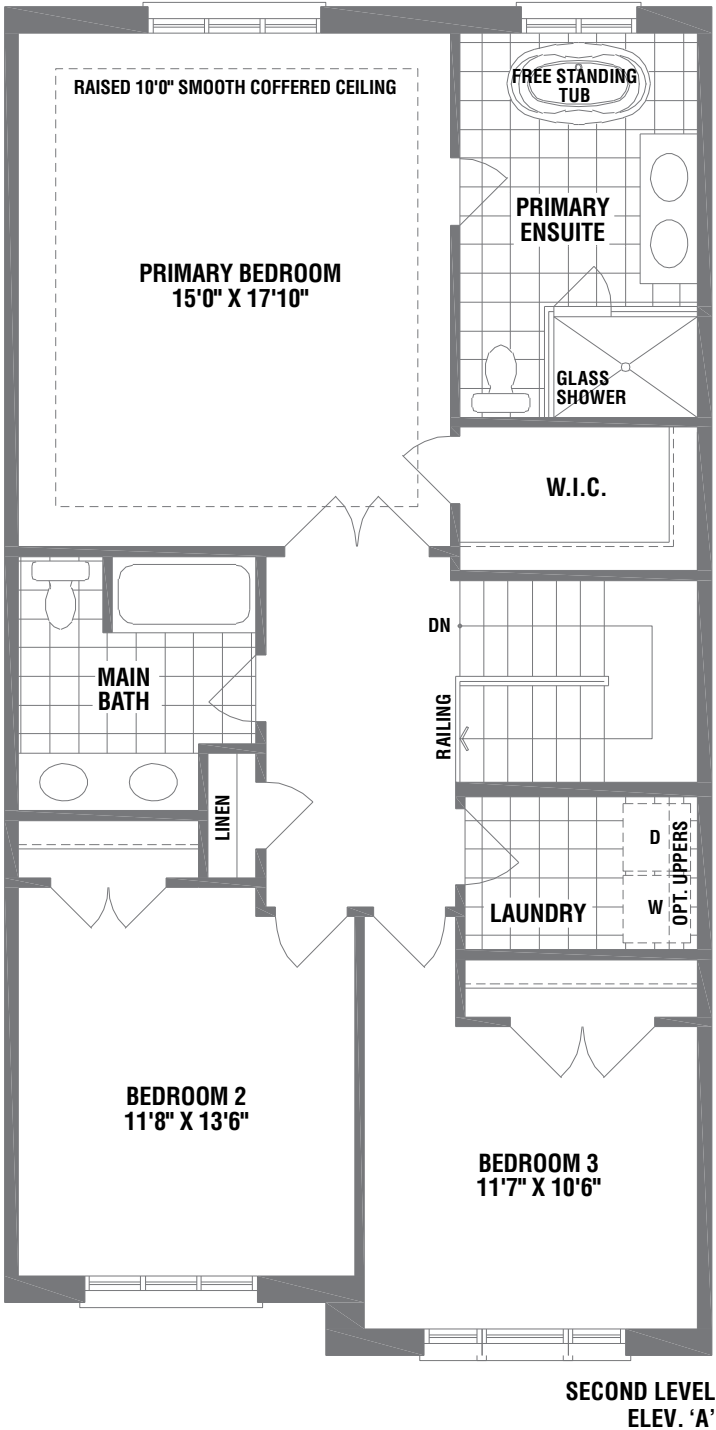 RAISED 10'0" SMOOTH COFFERED CEILING
FREE STANDING
TUB
PRIMARY
ENSUITE
PRIMARY BEDROOM
15'0" X 17'10"
GLASS
SHOWER
W.I.C.
DN
RAILING
MAIN
BATH
LINEN
D
W
OPT. UPPERS
LAUNDRY
BEDROOM 2
11'8" X 13'6"
BEDROOM 3
11'7" X 10'6"
SECOND LEVEL
ELEV. ‘A’